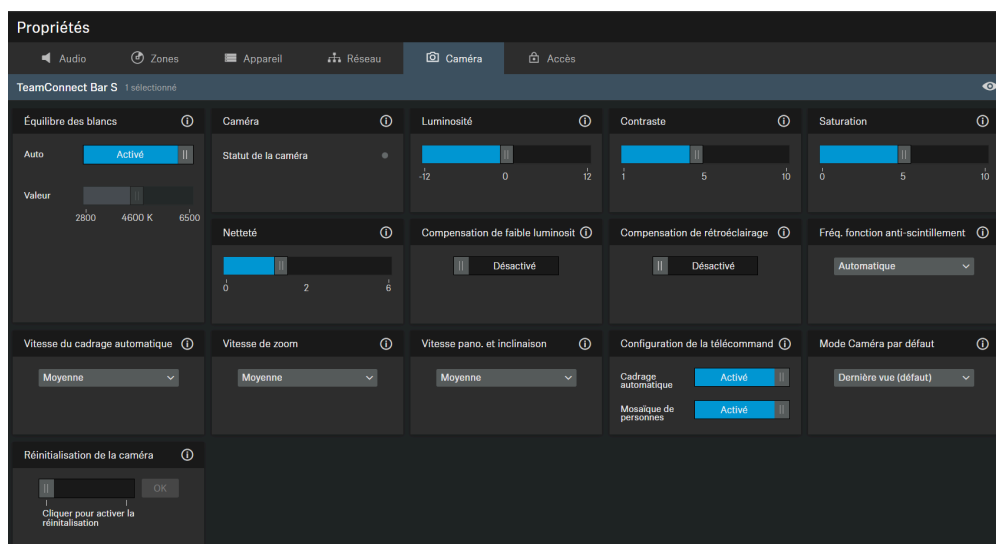 Propriétés
Audio Zones Appareil Réseau Caméra Accès
TeamConnect Bar S 1 sélectionné
Équilibre des blancs Caméra Luminosité Contraste Saturation
Auto Activé Statut de la caméra
-12 0 12 1 5 10 0 5 10
Valeur
2800 4600 K 6500
Netteté Compensation de faible luminosit Compensation de rétroéclairage Fréq. fonction anti-scintillement
Désactivé Désactivé Automatique
0 2 6
Vitesse du cadrage automatique Vitesse de zoom Vitesse pano. et inclinaison Configuration de la télécommand Mode Caméra par défaut
Moyenne Moyenne Moyenne Cadrage automatique Activé Dernière vue (défaut)
Mosaïque de personnes Activé
Réinitialisation de la caméra
OK
Cliquer pour activer la
réinitalisation